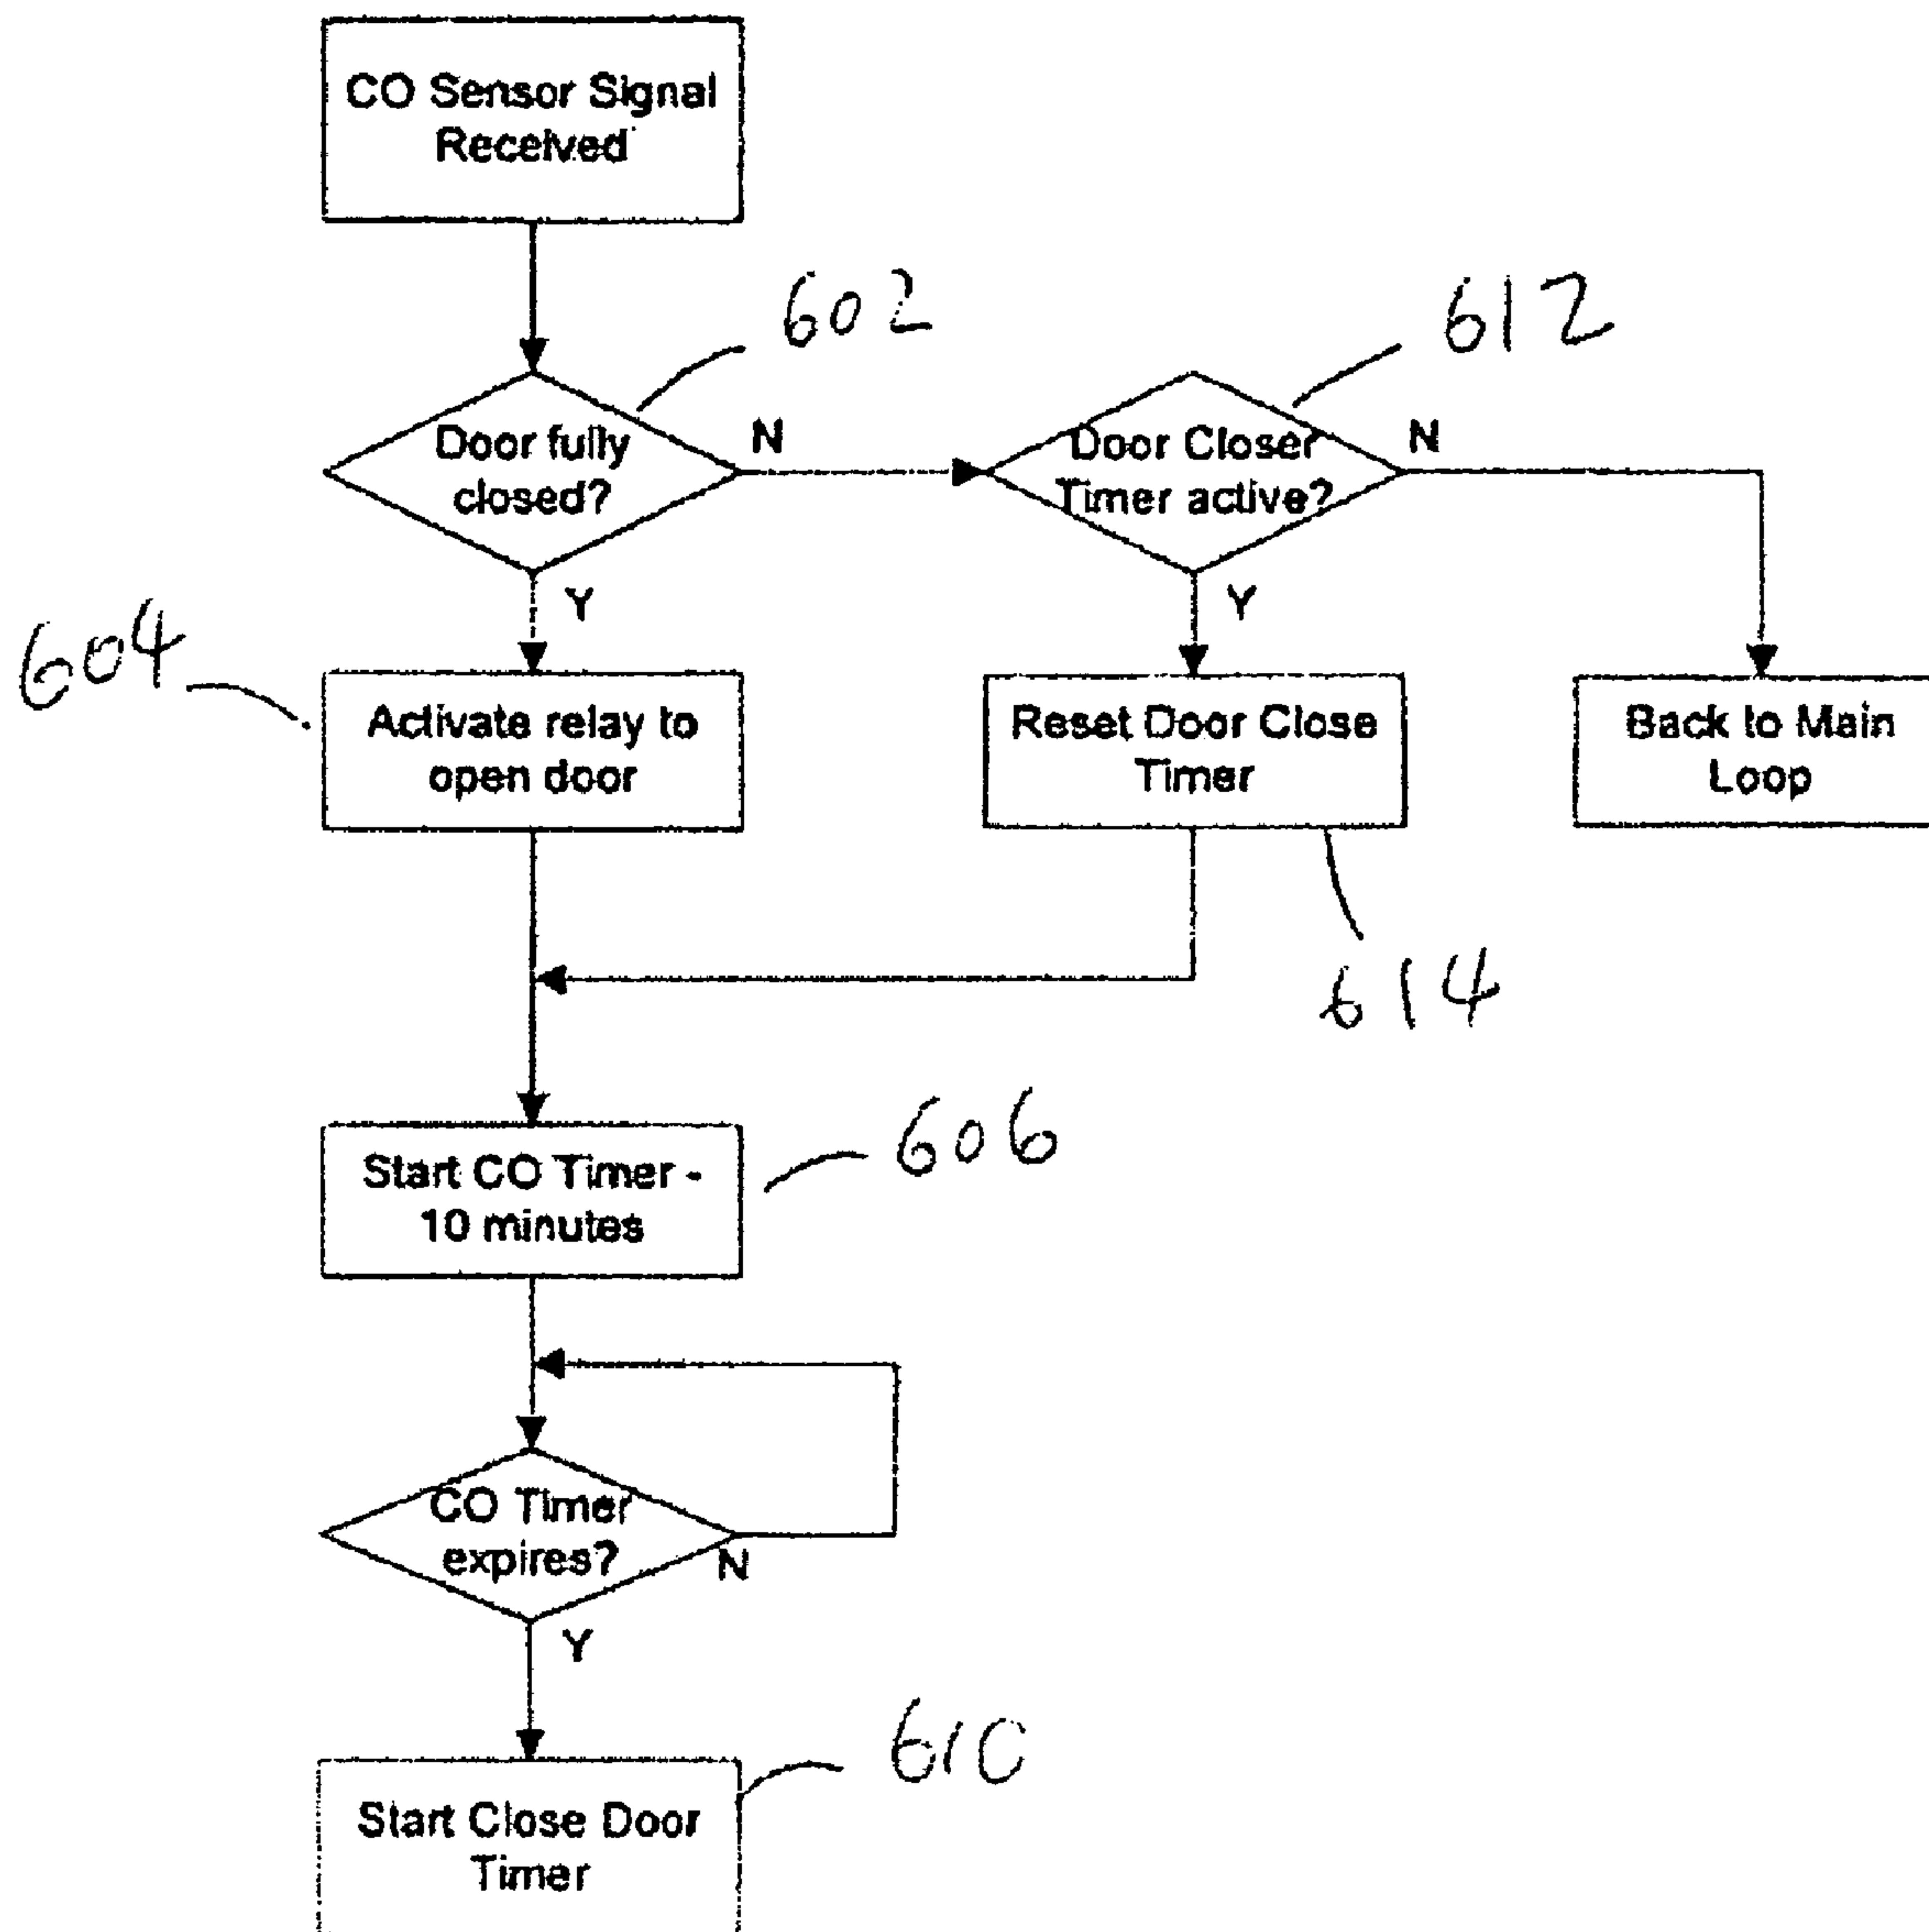 CO Sensor Signal
Received
602
612
Door fully
closed?
N
Door Closer
Timer active?
N
Y
Y
604
Activate relay to
open door
Reset Door Close
Timer
Back to Main
Loop
614
606
Start CO Timer -
10 minutes
CO Timer
expires?
N
Y
610
Start Close Door
Timer